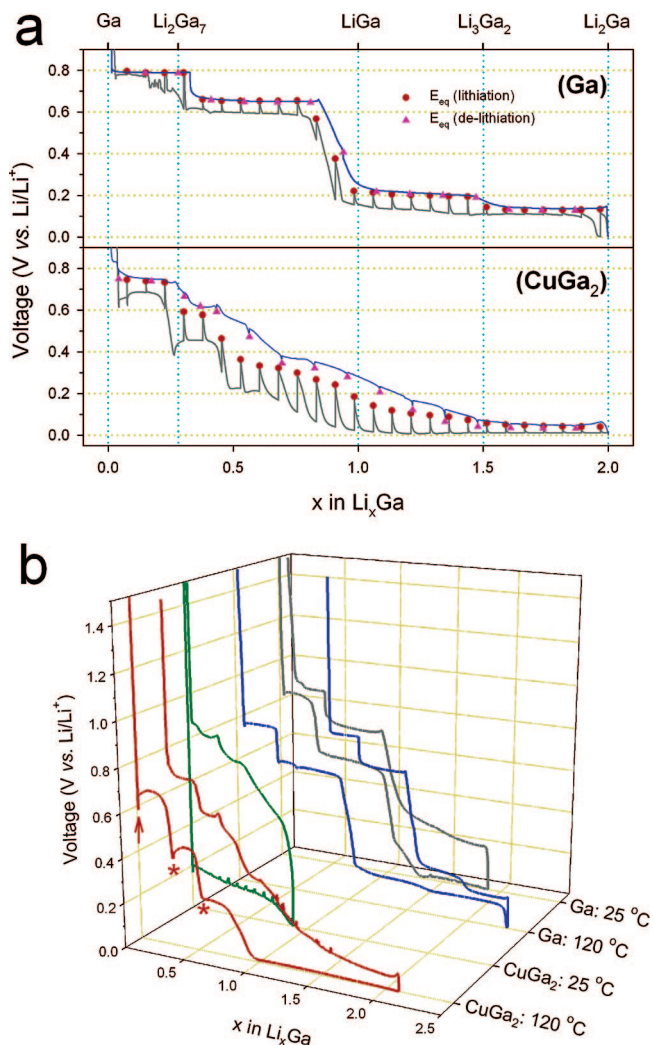 a
Ga Li2Ga7 LiGa Li3Ga2 Li2Ga
0.8
0.6
0.4
0.2
0.0
(Ga)
Eeq (lithiation)
Eeq (de-lithiation)
0.8
0.6
0.4
0.2
0.0
(CuGa2)
Voltage (V vs. Li/Li+)
0.0 0.5 1.0 1.5 2.0
x in LixGa
b
1.4
1.2
1.0
0.8
0.6
0.4
0.2
0.0
Voltage (V vs. Li/Li+)
* *
0.5 1.0 1.5 2.0 2.5
x in LixGa
Ga: 25 °C
Ga: 120 °C
CuGa2: 25 °C
CuGa2: 120 °C